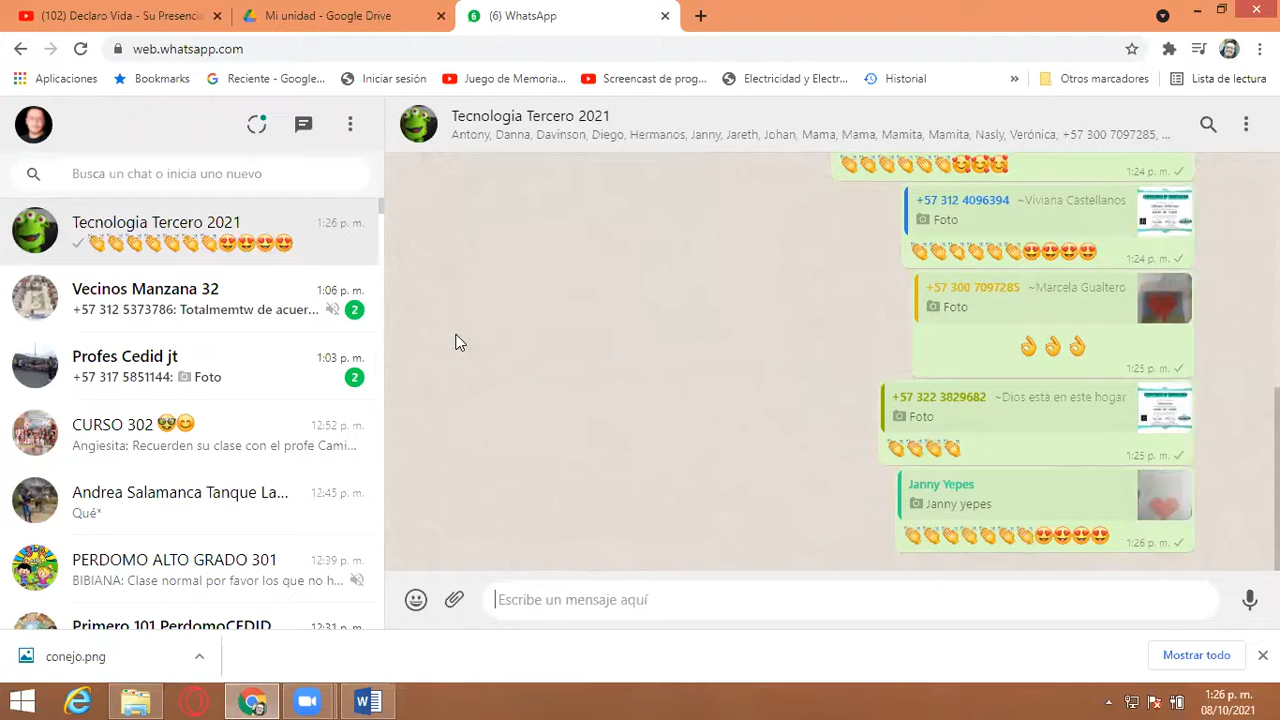 (102) Declaro Vida - Su Presenci
Mi unidad - Google Drive
(6) WhatsApp
web.whatsapp.com
Aplicaciones
Bookmarks
Reciente - Google...
Iniciar sesión
Juego de Memoria...
Screencast de prog...
Electricidad y Electr...
Historial
»
Otros marcadores
Lista de lectura
Tecnologia Tercero 2021
Antony, Danna, Davinson, Diego, Hermanos, Janny, Jareth, Johan, Mama, Mama, Mamita, Mamita, Nasly, Verónica, +57 300 7097285, ...
Busca un chat o inicia uno nuevo
Tecnologia Tercero 2021
1:26 p. m.
👏👏👏👏👏👏👏😍😍😍😍
Vecinos Manzana 32
1:06 p. m.
+57 312 5373786: Totalmemtw de acuer...
2
Profes Cedid jt
1:03 p. m.
+57 317 5851144: Foto
2
CURSO 302 🤓😊
12:52 p. m.
Angiesita: Recuerden su clase con el profe Cami...
Andrea Salamanca Tanque La...
12:45 p. m.
Qué*
PERDOMO ALTO GRADO 301
12:39 p. m.
BIBIANA: Clase normal por favor los que no h...
Primero 101 PerdomoCEDID
12:31 p. m.
👏👏👏👏👏👏🥰🥰🥰
1:24 p. m.
+57 312 4096394 ~Viviana Castellanos
Foto
👏👏👏👏👏👏😍😍😍😍
1:24 p. m.
+57 300 7097285 ~Marcela Gualtero
Foto
👌👌👌
1:25 p. m.
+57 322 3829682 ~Dios está en este hogar
Foto
👏👏👏👏
1:25 p. m.
Janny Yepes
Janny yepes
👏👏👏👏👏👏👏😍😍😍😍
1:26 p. m.
Escribe un mensaje aquí
conejo.png
Mostrar todo
1:26 p. m.
08/10/2021